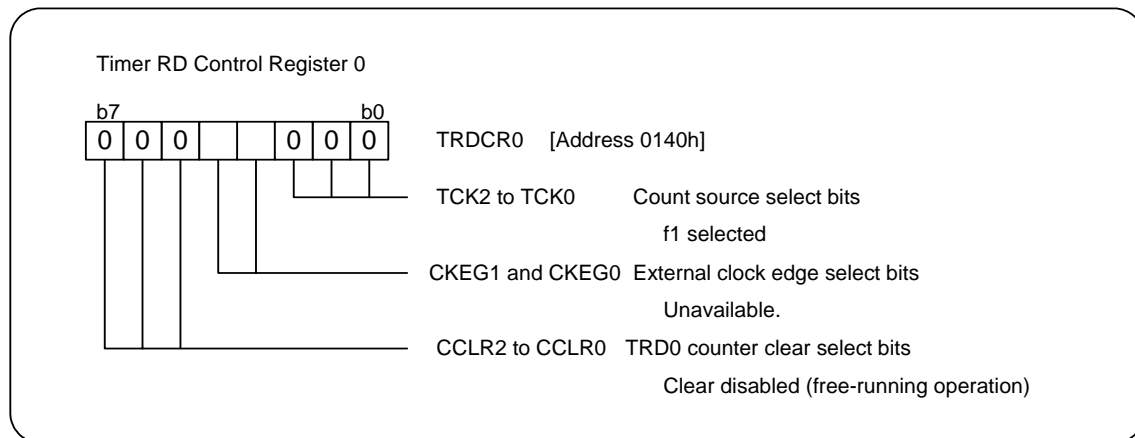 Timer RD Control Register 0
b7 b0
0 0 0 0 0 0 TRDCR0 [Address 0140h]
TCK2 to TCK0 Count source select bits
f1 selected
CKEG1 and CKEG0 External clock edge select bits
Unavailable.
CCLR2 to CCLR0 TRD0 counter clear select bits
Clear disabled (free-running operation)